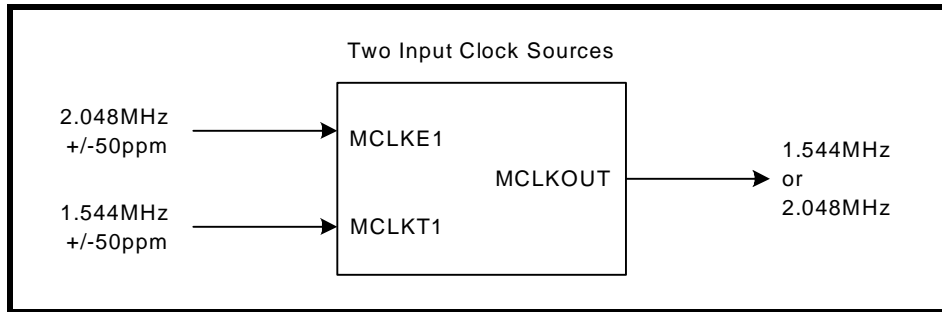 Two Input Clock Sources
2.048MHz
+/-50ppm
MCLKE1
MCLKOUT
1.544MHz
or
2.048MHz
1.544MHz
+/-50ppm
MCLKT1